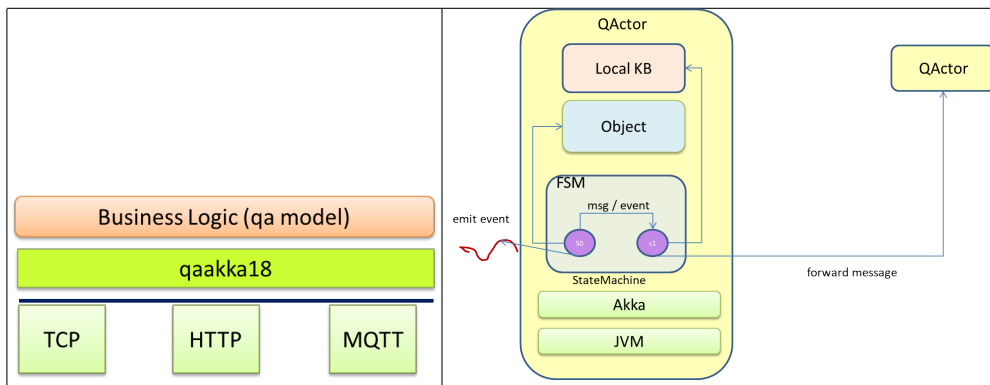 Business Logic (qa model)
qaakka18
TCP
HTTP
MQTT
QActor
Local KB
Object
FSM
msg / event
S0
s1
StateMachine
Akka
JVM
emit event
QActor
forward message